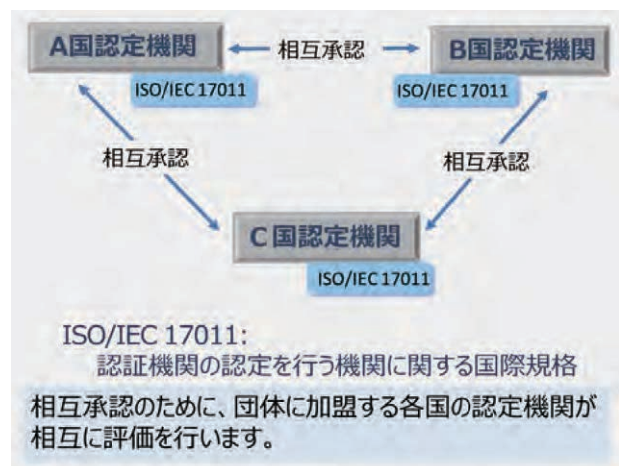 A国認定機関
相互承認
B国認定機関
ISO/IEC 17011
ISO/IEC 17011
相互承認
相互承認
C国認定機関
ISO/IEC 17011
ISO/IEC 17011:
認証機関の認定を行う機関に関する国際規格
相互承認のために、団体に加盟する各国の認定機関が
相互に評価を行います。